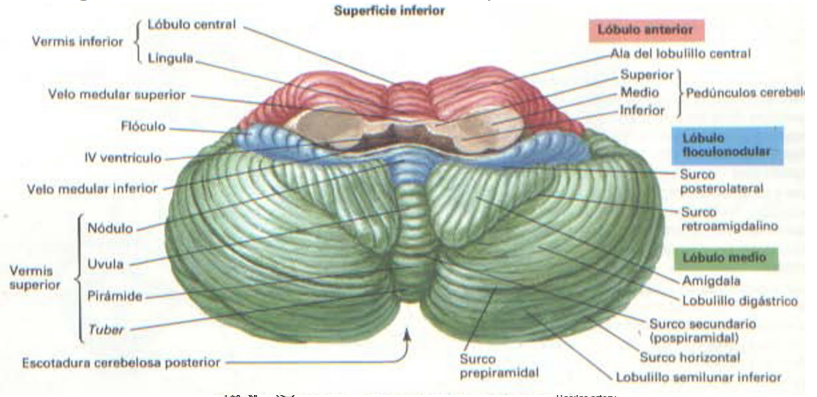 Superficie inferior
Vermis inferior
Lóbulo central
Lingula
Velo medular superior
Flóculo
IV ventrículo
Velo medular inferior
Vermis
superior
Nódulo
Uvula
Pirámide
Tuber
Escotadura cerebelosa posterior
Lóbulo anterior
Ala del lobulillo central
Superior
Medio
Inferior
Pedúnculos cerebel
Lóbulo
floculonodular
Surco
posterolateral
Surco
retroamigdalino
Lóbulo medio
Amígdala
Lobulillo digástrico
Surco secundario
(pospiramidal)
Surco horizontal
Lobulillo semilunar inferior
Surco
prepiramidal